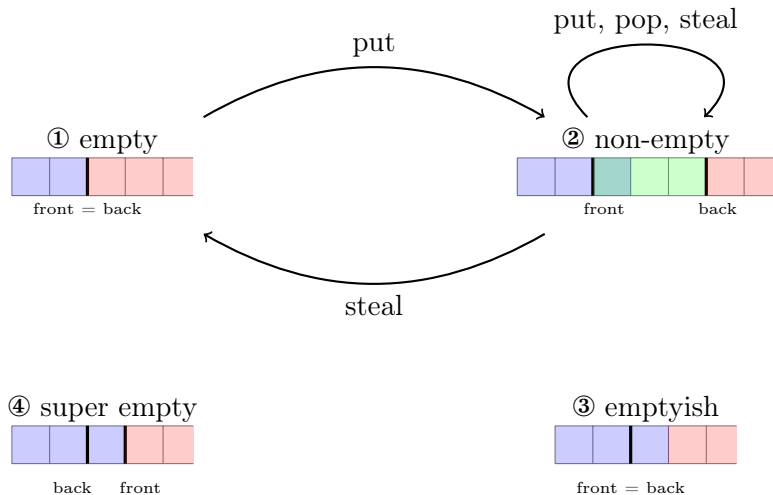 put, pop, steal
put
① empty
② non-empty
front = back
front
back
steal
④ super empty
③ emptyish
back
front
front = back